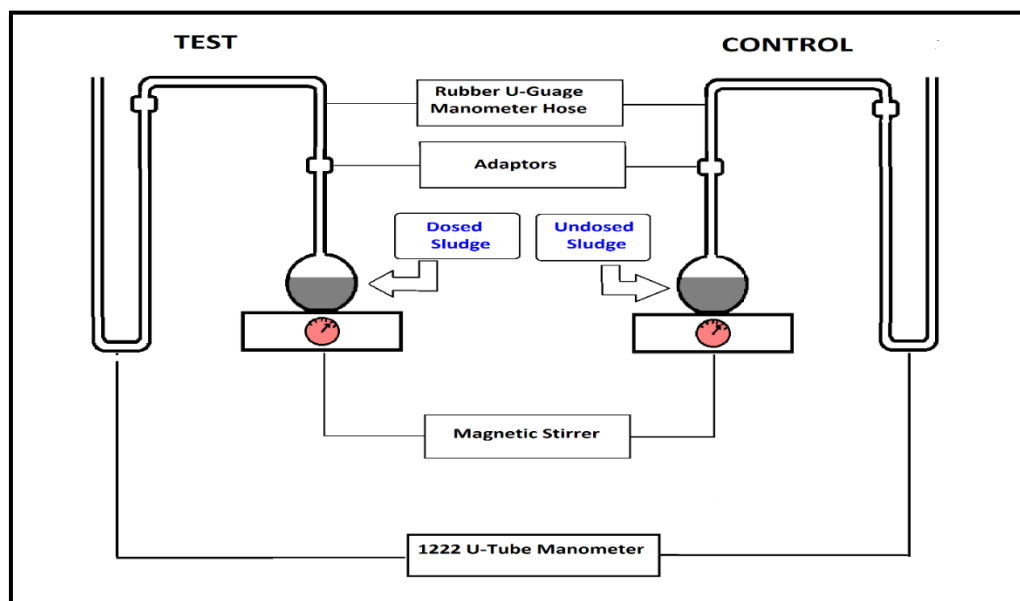 TEST
CONTROL
Rubber U-Guage
Manometer Hose
Adaptors
Dosed
Sludge
Undosed
Sludge
Magnetic Stirrer
1222 U-Tube Manometer